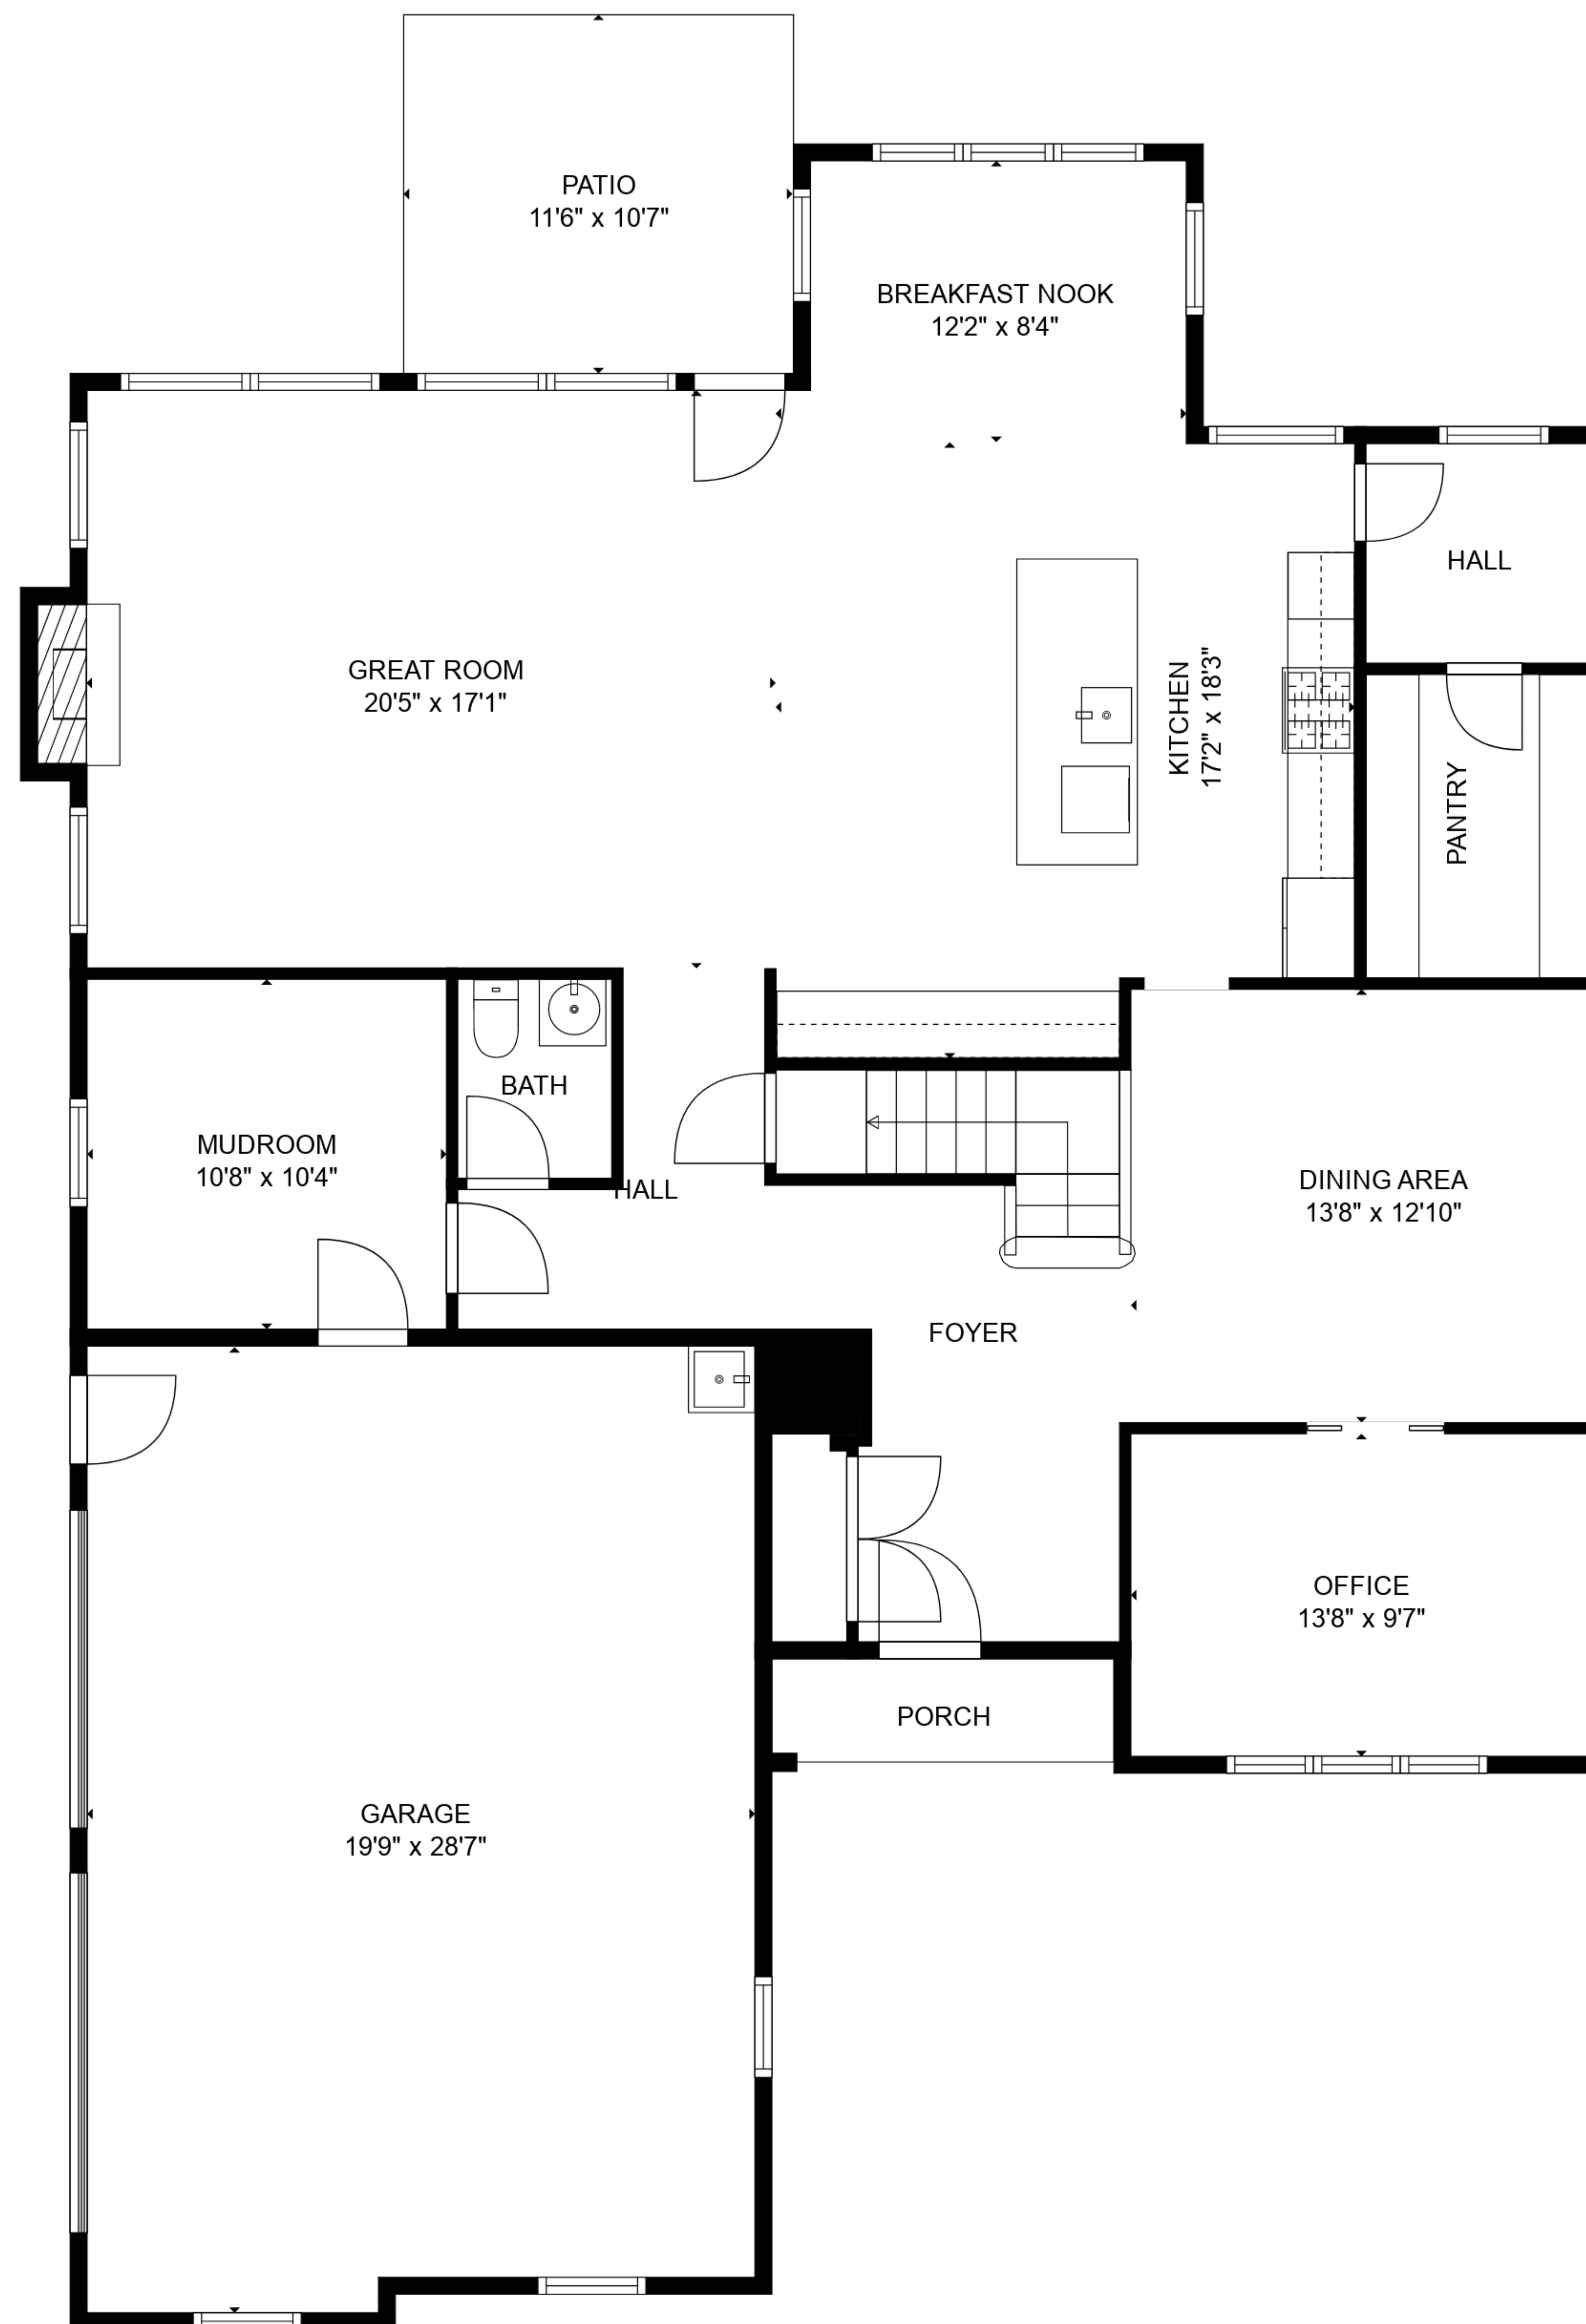 PATIO
11'6" x 10'7"
BREAKFAST NOOK
12'2" x 8'4"
HALL
GREAT ROOM
20'5" x 17'1"
KITCHEN
17'2" x 18'3"
PANTRY
BATH
MUDROOM
10'8" x 10'4"
HALL
DINING AREA
13'8" x 12'10"
FOYER
OFFICE
13'8" x 9'7"
PORCH
GARAGE
19'9" x 28'7"